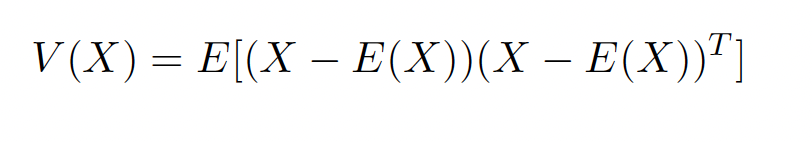 V(X) = E[(X − E(X))(X − E(X))^T]